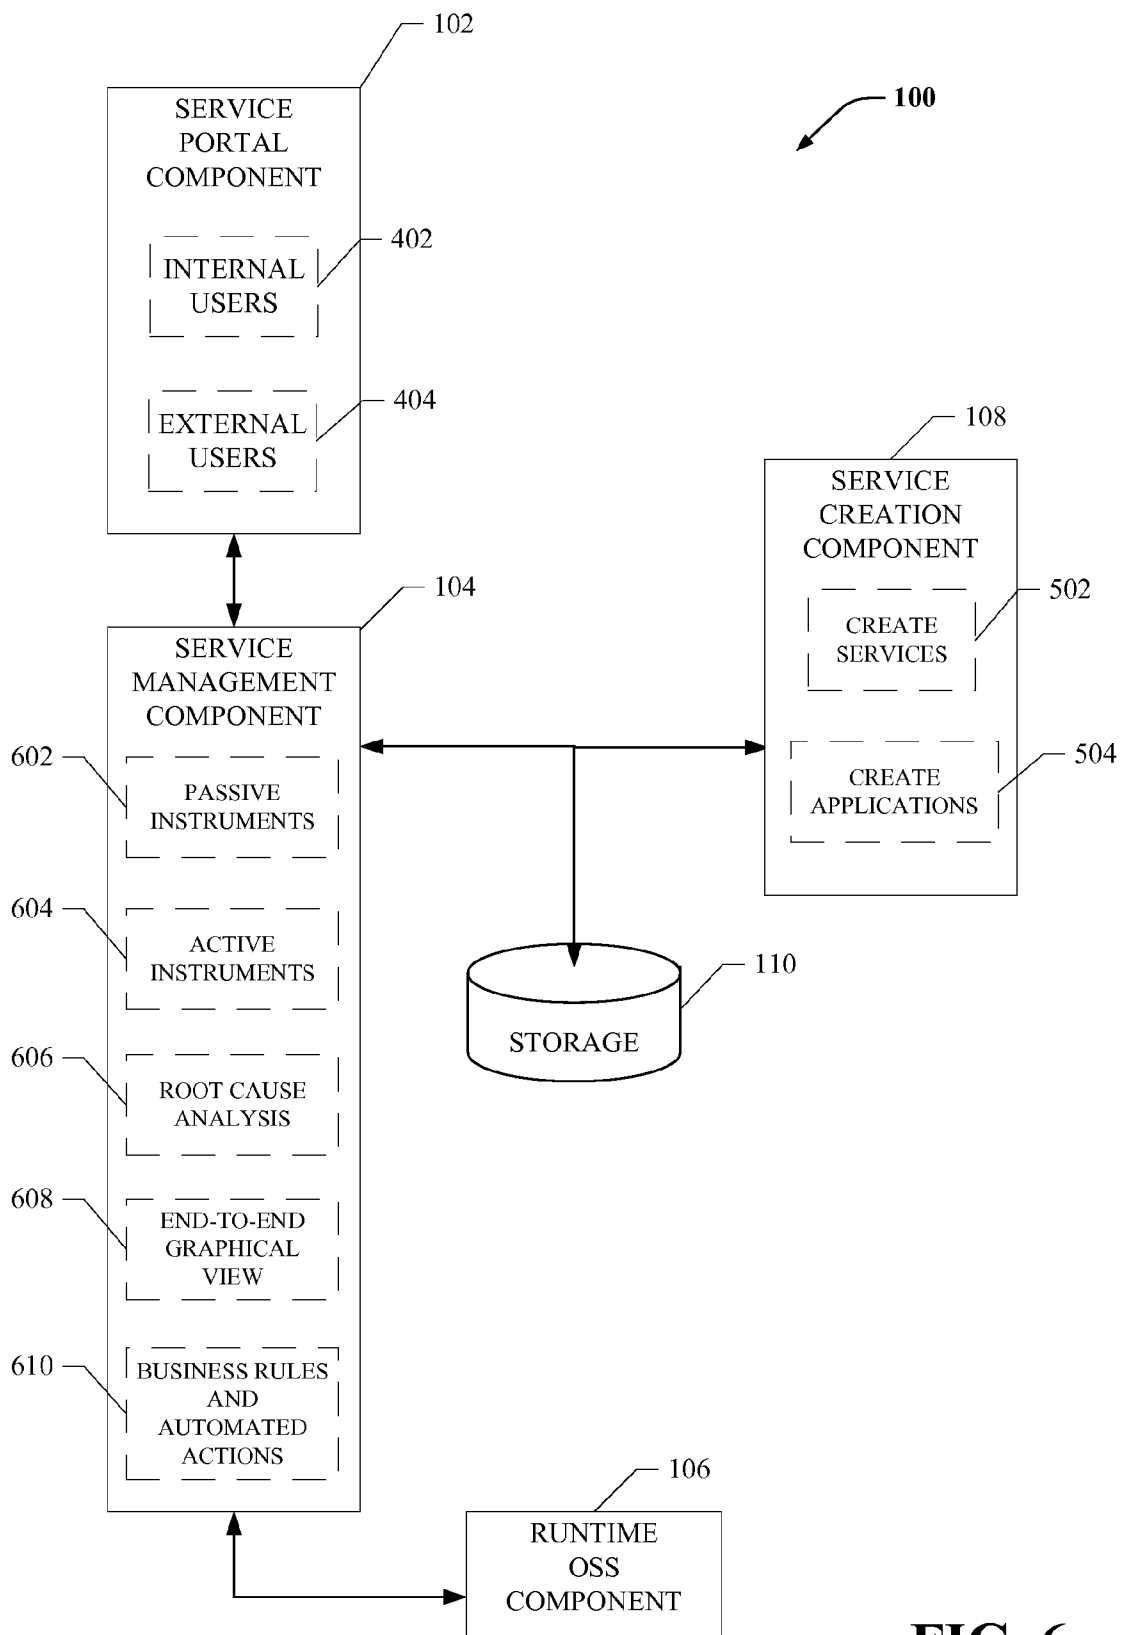 102
SERVICE
PORTAL
COMPONENT
100
402
INTERNAL
USERS
404
EXTERNAL
USERS
108
SERVICE
CREATION
COMPONENT
502
CREATE
SERVICES
504
CREATE
APPLICATIONS
104
SERVICE
MANAGEMENT
COMPONENT
602
PASSIVE
INSTRUMENTS
604
ACTIVE
INSTRUMENTS
110
STORAGE
606
ROOT CAUSE
ANALYSIS
608
END-TO-END
GRAPHICAL
VIEW
610
BUSINESS RULES
AND
AUTOMATED
ACTIONS
106
RUNTIME
OSS
COMPONENT
FIG. 6